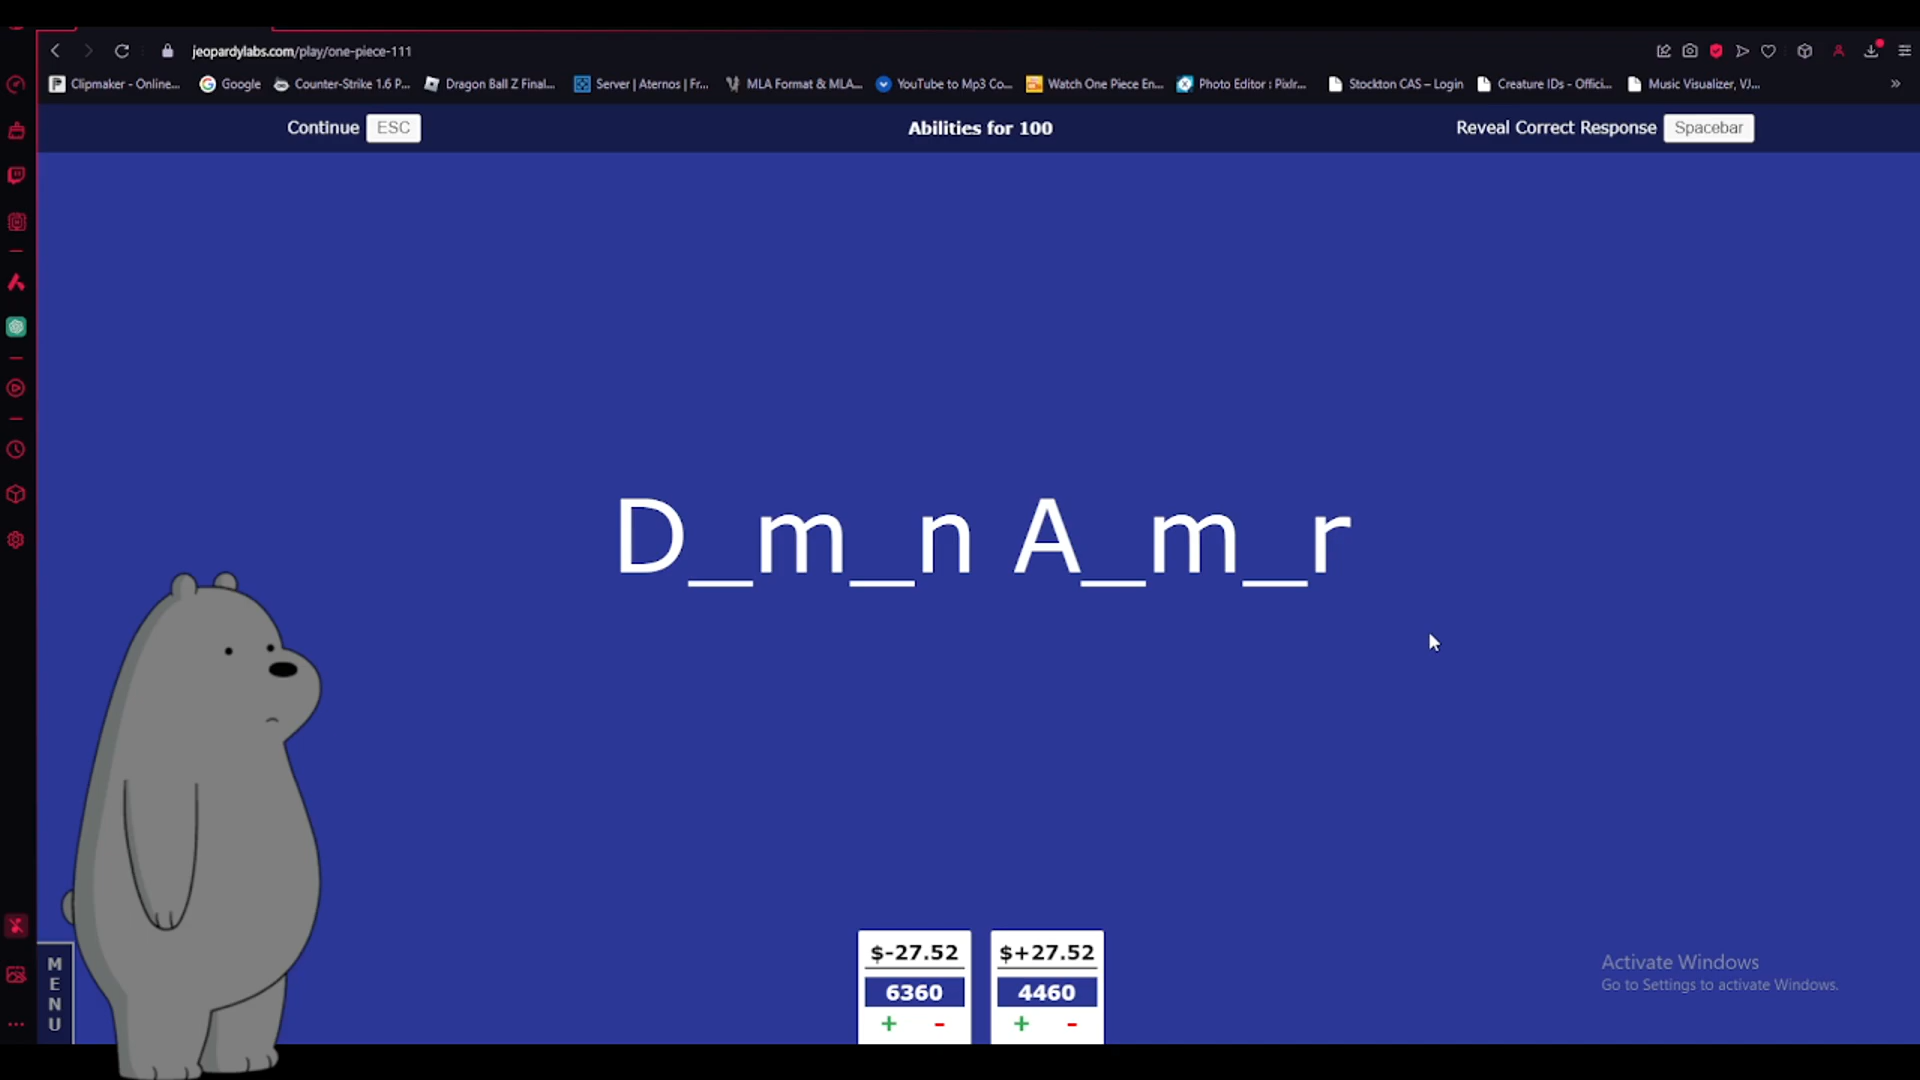 jeopardylabs.com/play/one-piece-111
Clipmaker - Online... Google Counter-Strike 1.6 P... Dragon Ball Z Final... Server | Aternos | Fr... MLA Format & MLA... YouTube to Mp3 Co... Watch One Piece En... Photo Editor : Pixlr... Stockton CAS – Login Creature IDs - Offici... Music Visualizer, VJ... »
Continue ESC Abilities for 100 Reveal Correct Response Spacebar
D_m_n A_m_r
$-27.52 $+27.52
6360 4460
+ - + -
MENU
Activate Windows
Go to Settings to activate Windows.